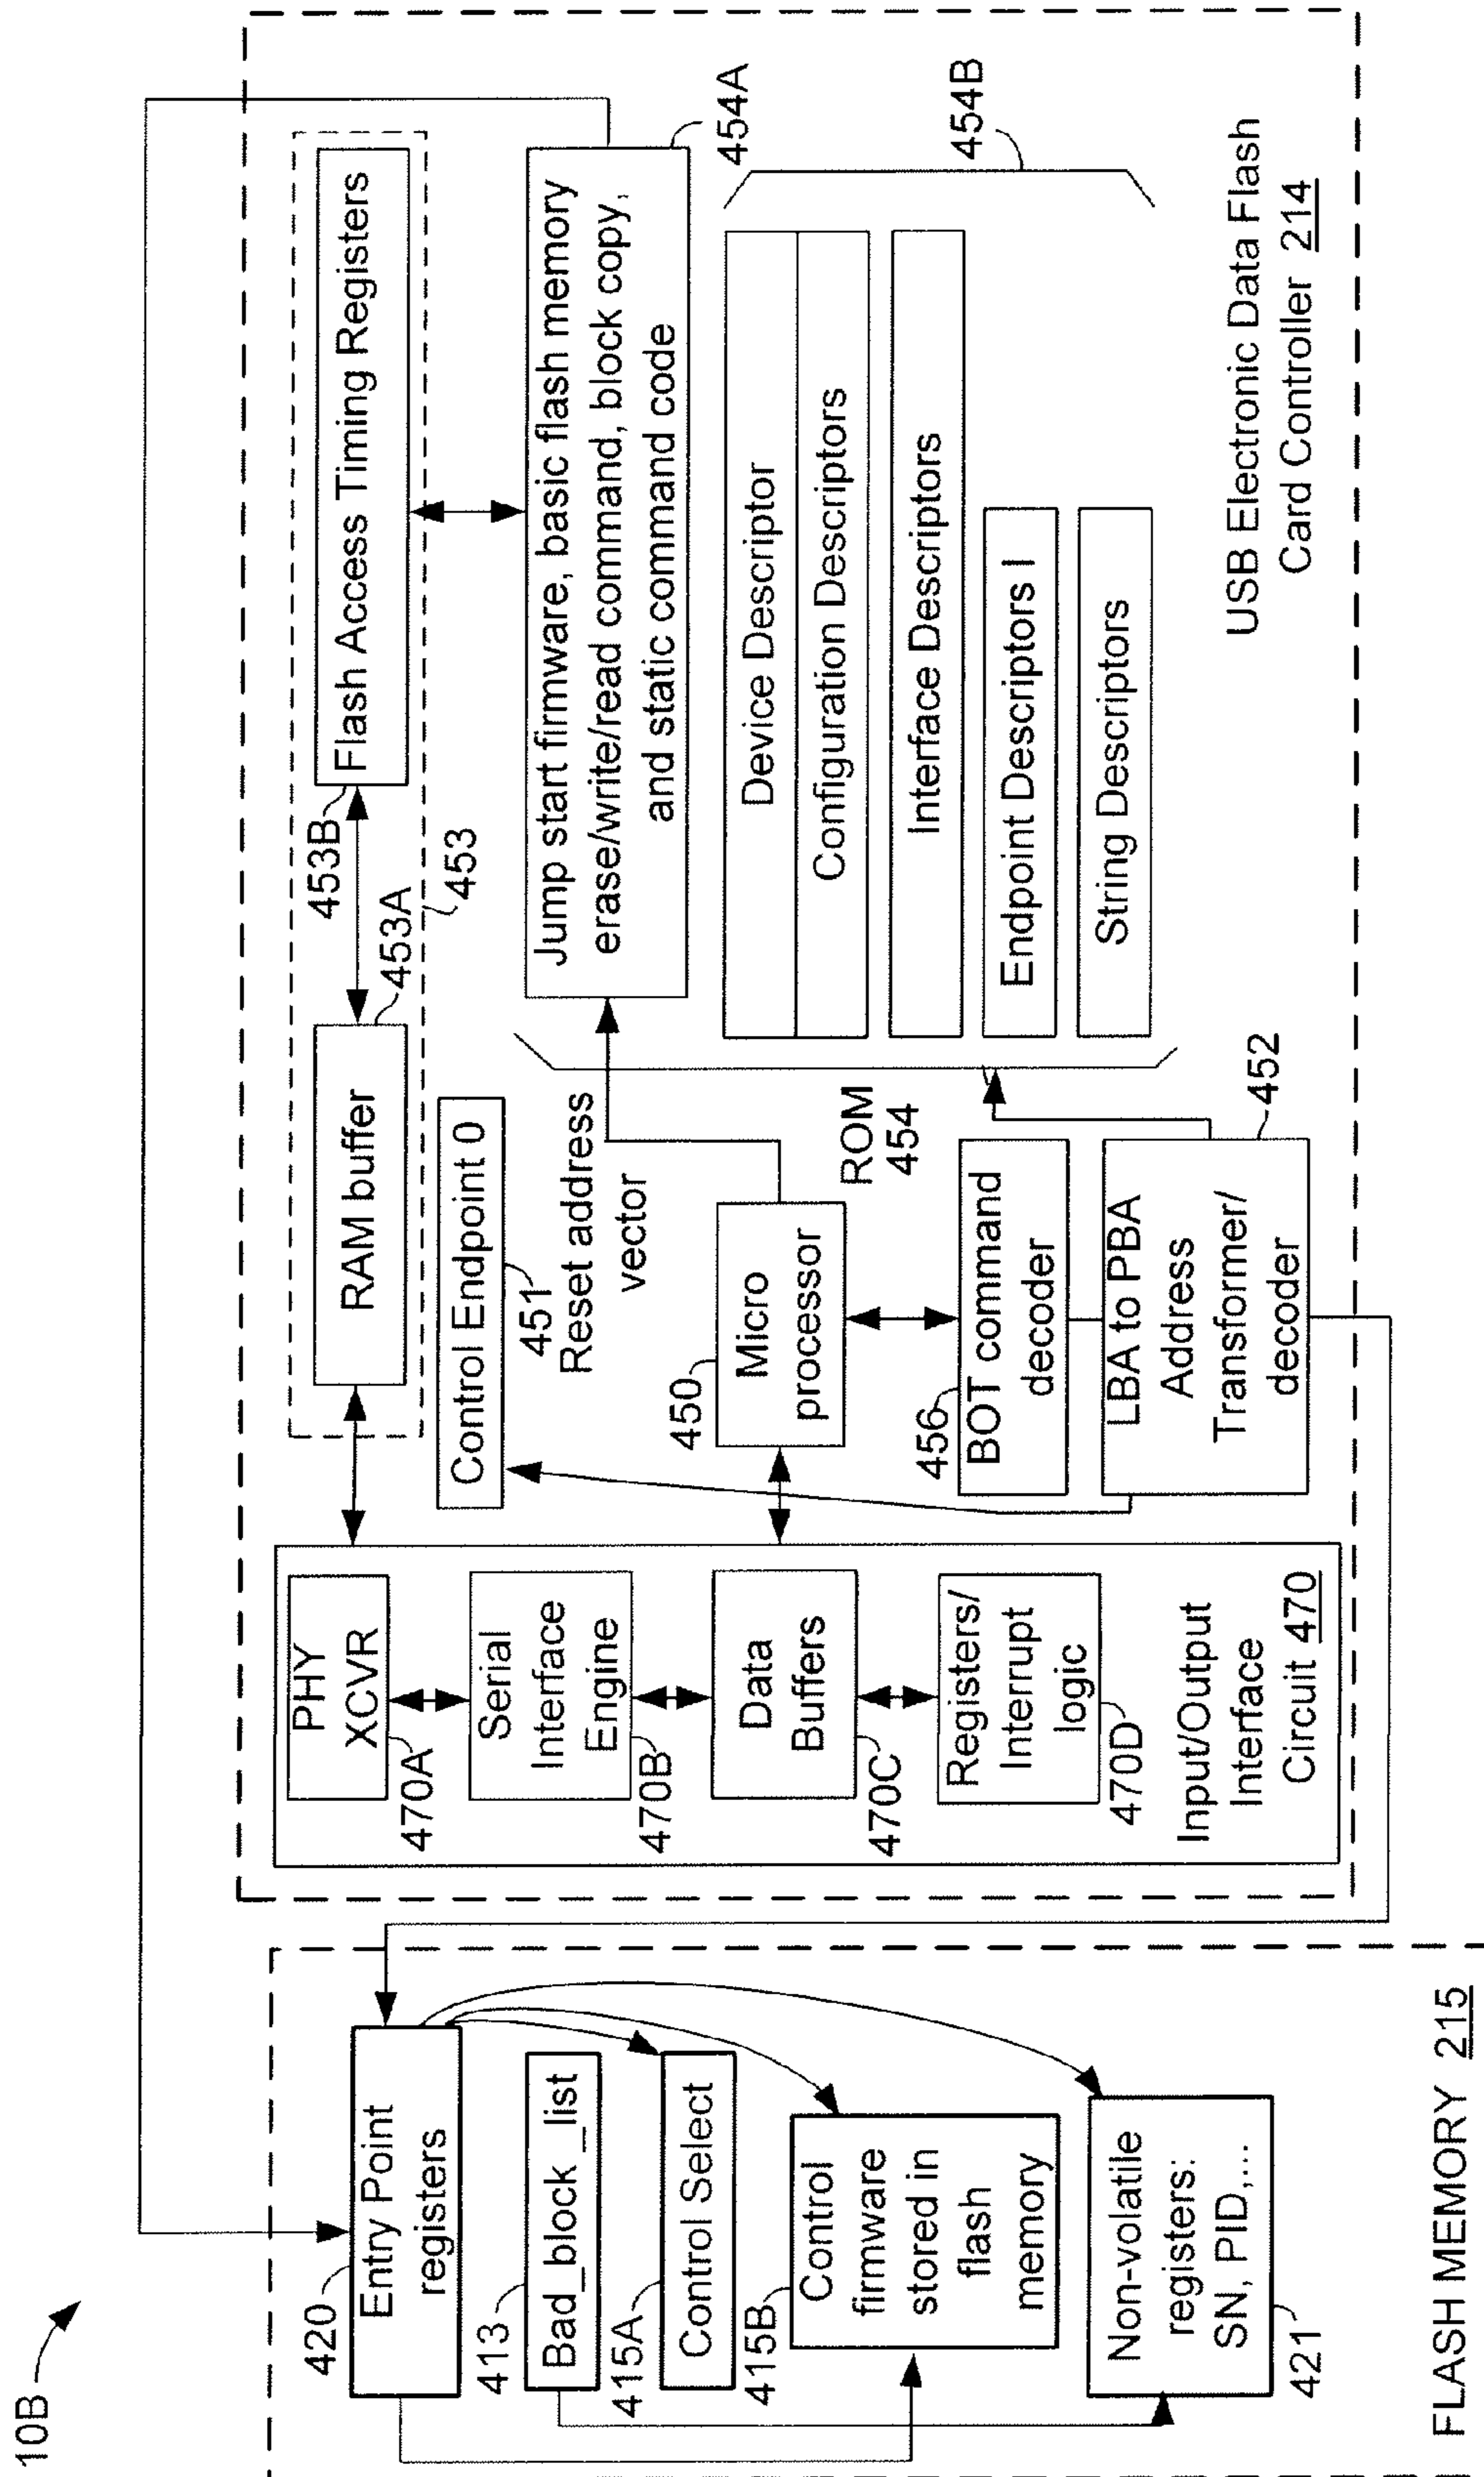 10B
420
Entry Point
registers
413
Bad_block _list
415A
Control Select
415B
Control
firmware
stored in
flash
memory
Non-volatile
registers:
SN, PID,...
421
FLASH MEMORY 215
PHY
XCVR
470A
Serial
Interface
Engine
470B
Data
Buffers
470C
Registers/
Interrupt
logic
470D
Input/Output
Interface
Circuit 470
RAM buffer
453A
453B
Flash Access Timing Registers
453
Control Endpoint 0
451
Reset address
vector
450
Micro
processor
ROM
454
456
BOT command
decoder
LBA to PBA
Address
Transformer/
decoder
452
Jump start firmware, basic flash memory
erase/write/read command, block copy,
and static command code
454A
Device Descriptor
Configuration Descriptors
Interface Descriptors
Endpoint Descriptors I
String Descriptors
454B
USB Electronic Data Flash
Card Controller 214